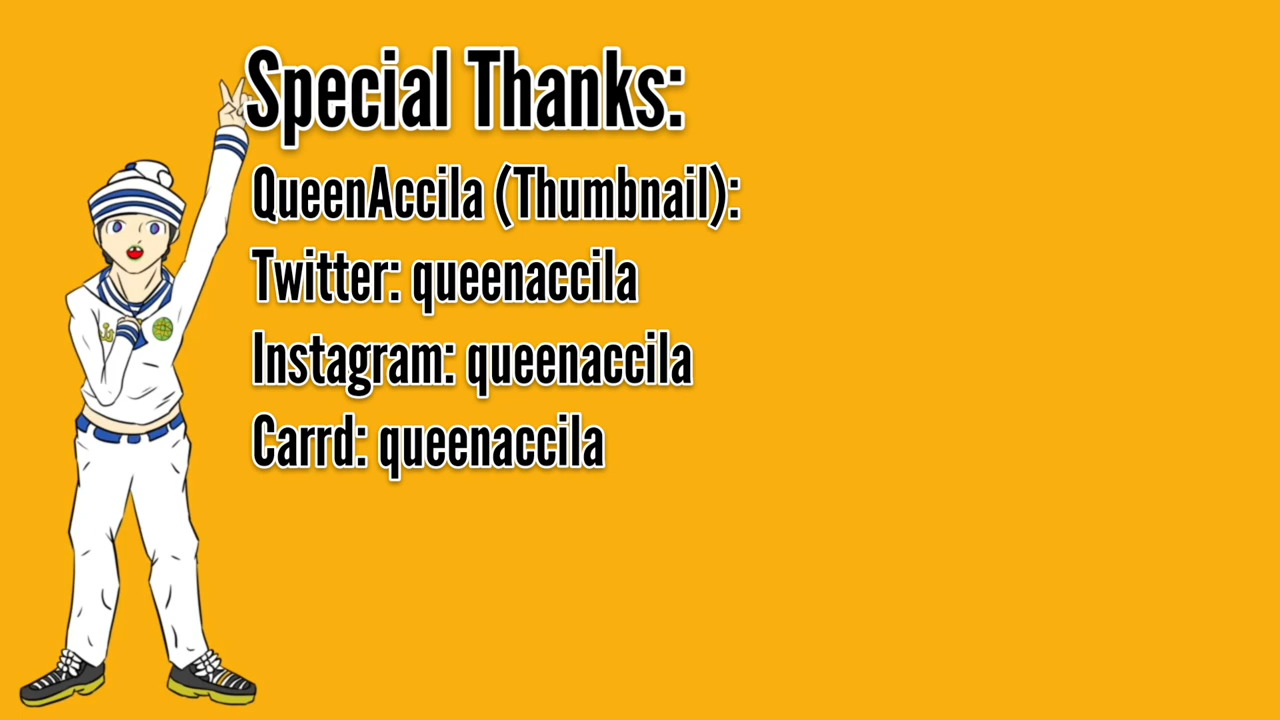 Special Thanks:
QueenAccila (Thumbnail):
Twitter: queenaccila
Instagram: queenaccila
Carrd: queenaccila